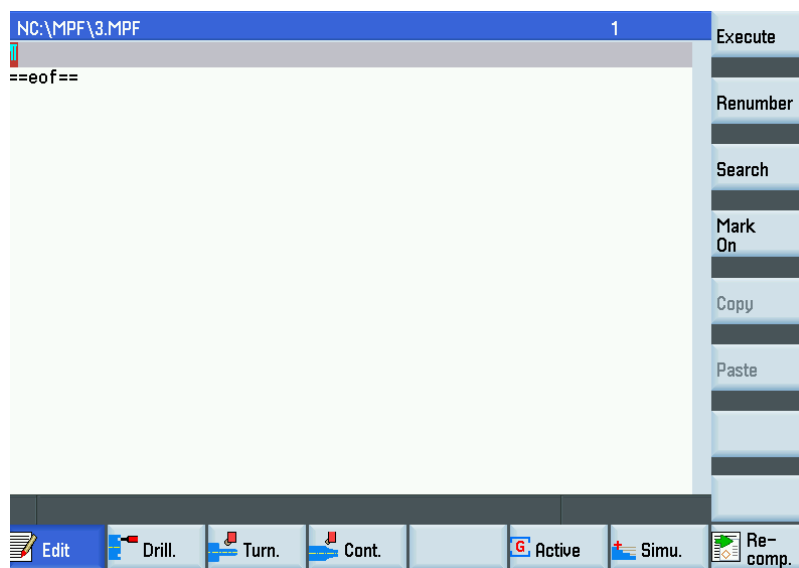 NC:\MPF\3.MPF 1
==eof==
Execute
Renumber
Search
Mark
On
Copy
Paste
Edit
Drill.
Turn.
Cont.
G Active
Simu.
Re-
comp.